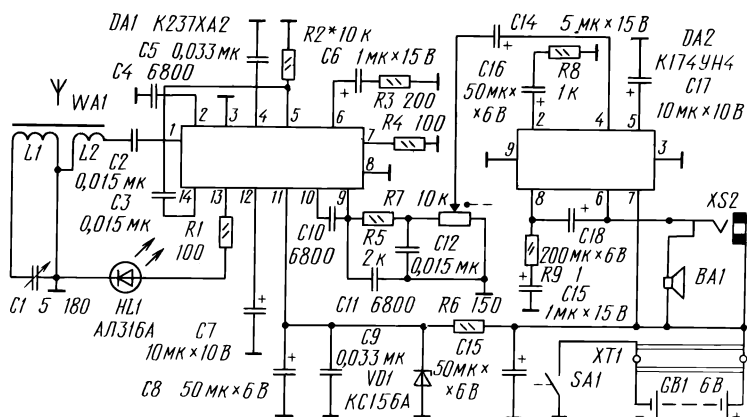 DA1 К237ХА2
C5 0,033 мк
R2* 10 к
C6 1 мк×15 В
C4 6800
R3 200
R4 100
WA1
L1 L2
C2 0,015 мк
C3 0,015 мк
1 2 3 4 5 6 7 8
14 13 12 11 10 9
R1 100
C10 6800
R7 10 к
R5 2 к
C12 0,015 мк
C11 6800
R6 150
C1 5 180
HL1 АЛ316А
C7 10 мк×10 В
C8 50 мк×6 В
C9 0,033 мк
VD1 КС156А
C15 50 мк××6 В
C14 5 мк×15 В
C16 50 мк××6 В
R8 1 к
DA2 К174УН4
C17 10 мк×10 В
2 4 5
9 3
8 6 7
C18 200 мк×6 В
R9 1
C15 1 мк×15 В
XS2
BA1
SA1
XT1
GB1 6 В